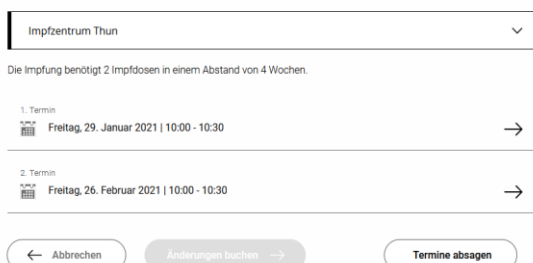 Impfzentrum Thun
Die Impfung benötigt 2 Impfdosen in einem Abstand von 4 Wochen.
1. Termin
Freitag, 29. Januar 2021 | 10:00 - 10:30
2. Termin
Freitag, 26. Februar 2021 | 10:00 - 10:30
Abbrechen
Änderungen buchen
Termine absagen